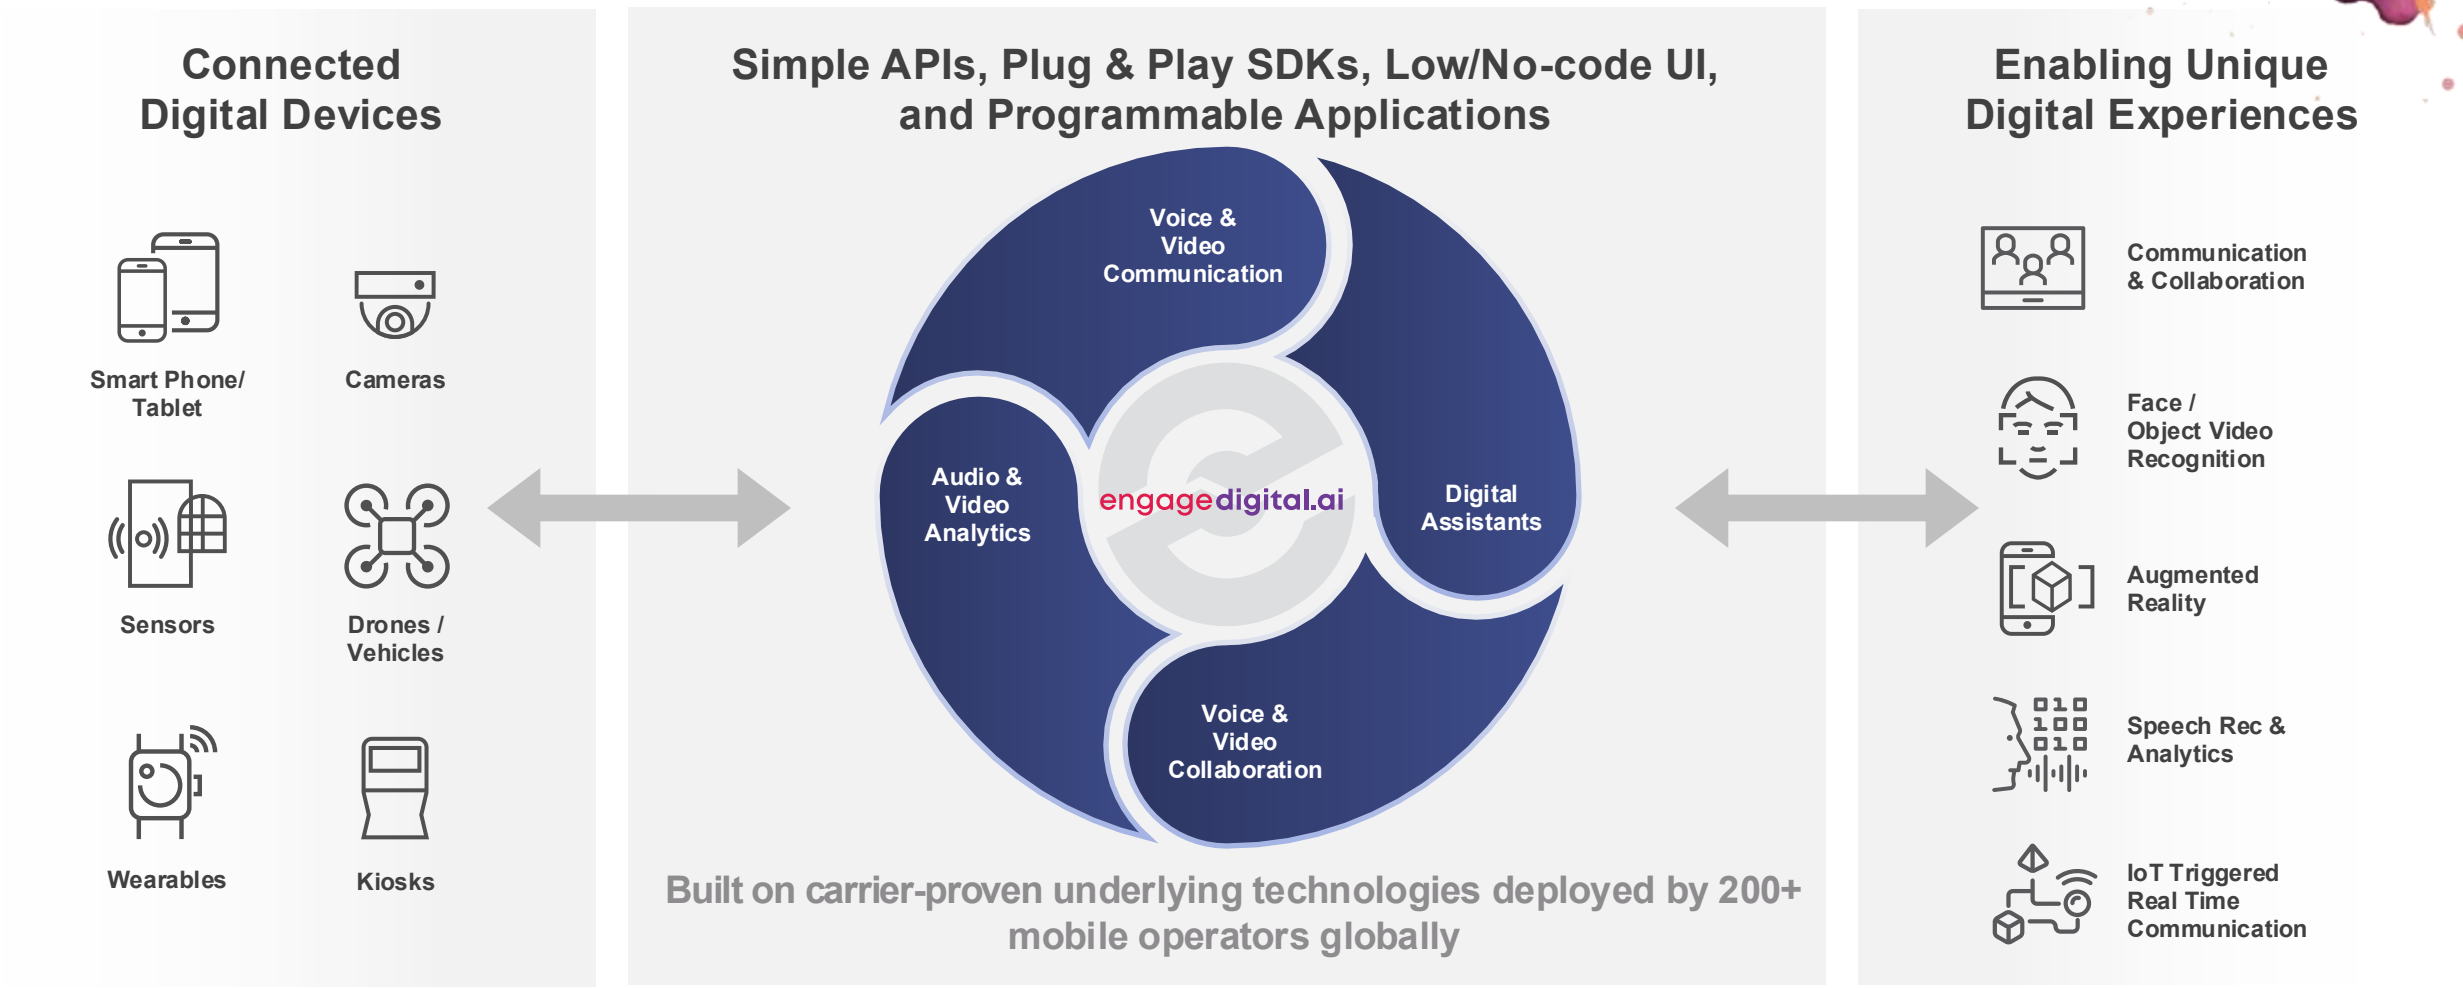 Connected
Digital Devices
Smart Phone/
Tablet
Cameras
Sensors
Drones /
Vehicles
Wearables
Kiosks
Simple APIs, Plug & Play SDKs, Low/No-code UI,
and Programmable Applications
Voice &
Video
Communication
Audio &
Video
Analytics
engagedigital.ai
Digital
Assistants
Voice &
Video
Collaboration
Built on carrier-proven underlying technologies deployed by 200+
mobile operators globally
Enabling Unique
Digital Experiences
Communication
& Collaboration
Face /
Object Video
Recognition
Augmented
Reality
010
100
010
Speech Rec &
Analytics
IoT Triggered
Real Time
Communication